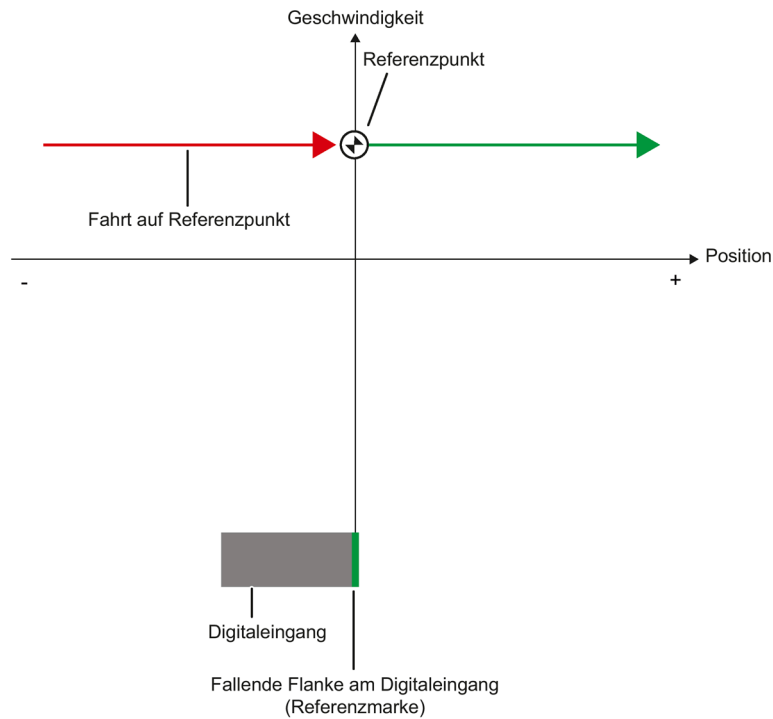 Geschwindigkeit
Referenzpunkt
Fahrt auf Referenzpunkt
Position
-
+
Digitaleingang
Fallende Flanke am Digitaleingang
(Referenzmarke)